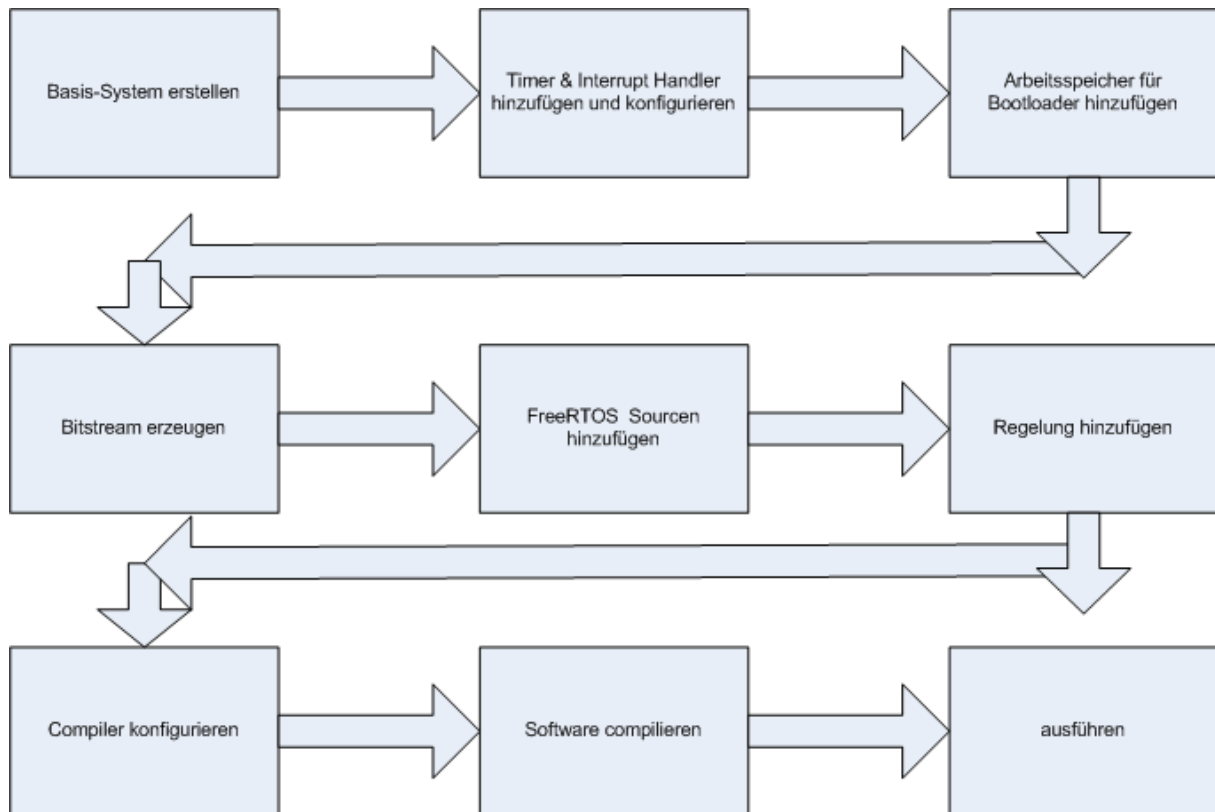 Basis-System erstellen
Timer & Interrupt Handler
hinzufügen und konfigurieren
Arbeitsspeicher für
Bootloader hinzufügen
Bitstream erzeugen
FreeRTOS Sourcen
hinzufügen
Regelung hinzufügen
Compiler konfigurieren
Software compilieren
ausführen